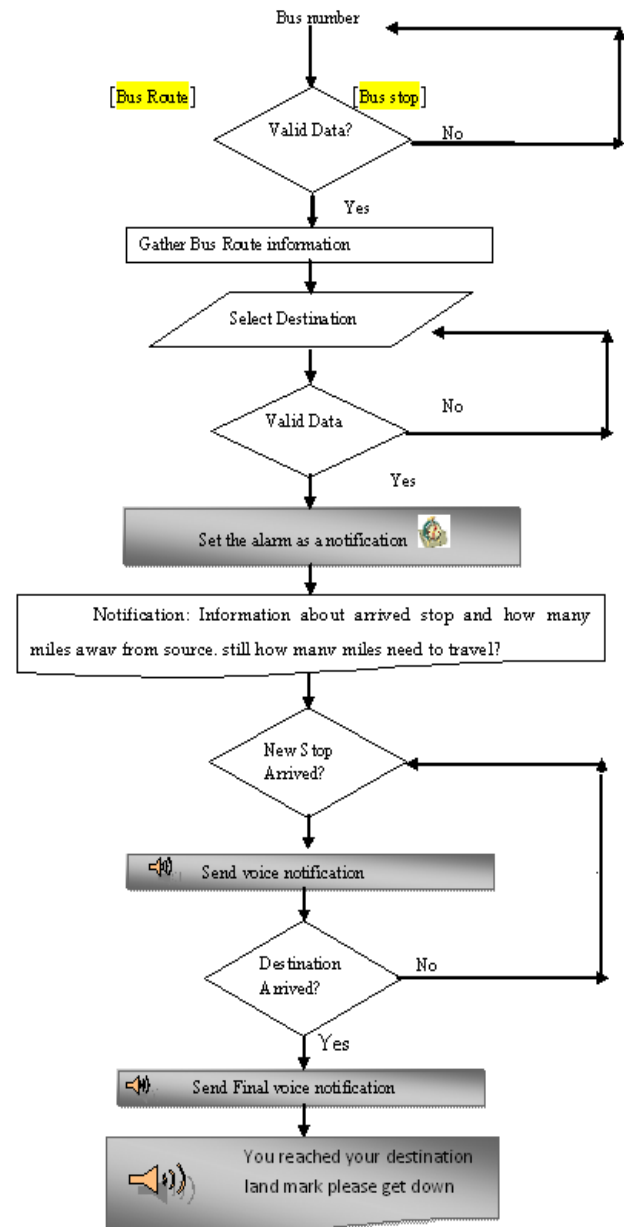 Bus number
[Bus Route] [Bus stop]
Valid Data?
No
Yes
Gather Bus Route information
Select Destination
Valid Data
No
Yes
Set the alarm as a notification
Notification: Information about arrived stop and how many
miles away from source. still how many miles need to travel?
New Stop
Arrived?
Send voice notification
Destination
Arrived?
No
Yes
Send Final voice notification
You reached your destination
land mark please get down